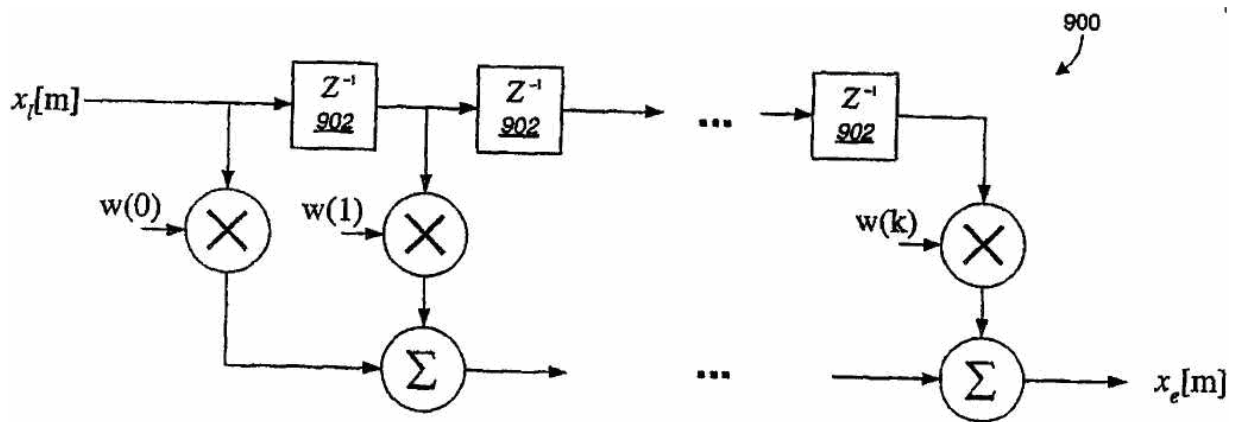 900
x_l[m]
Z⁻¹
902
Z⁻¹
902
...
Z⁻¹
902
w(0)
w(1)
w(k)
Σ
...
Σ
x_e[m]